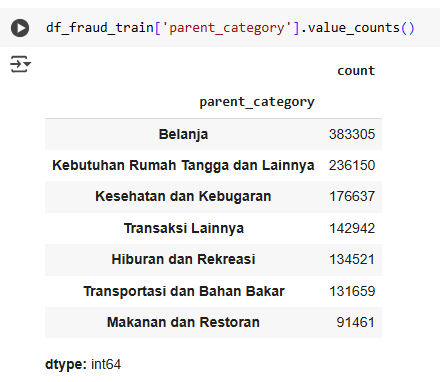 df_fraud_train['parent_category'].value_counts()
count
parent_category
Belanja 383305
Kebutuhan Rumah Tangga dan Lainnya 236150
Kesehatan dan Kebugaran 176637
Transaksi Lainnya 142942
Hiburan dan Rekreasi 134521
Transportasi dan Bahan Bakar 131659
Makanan dan Restoran 91461
dtype: int64